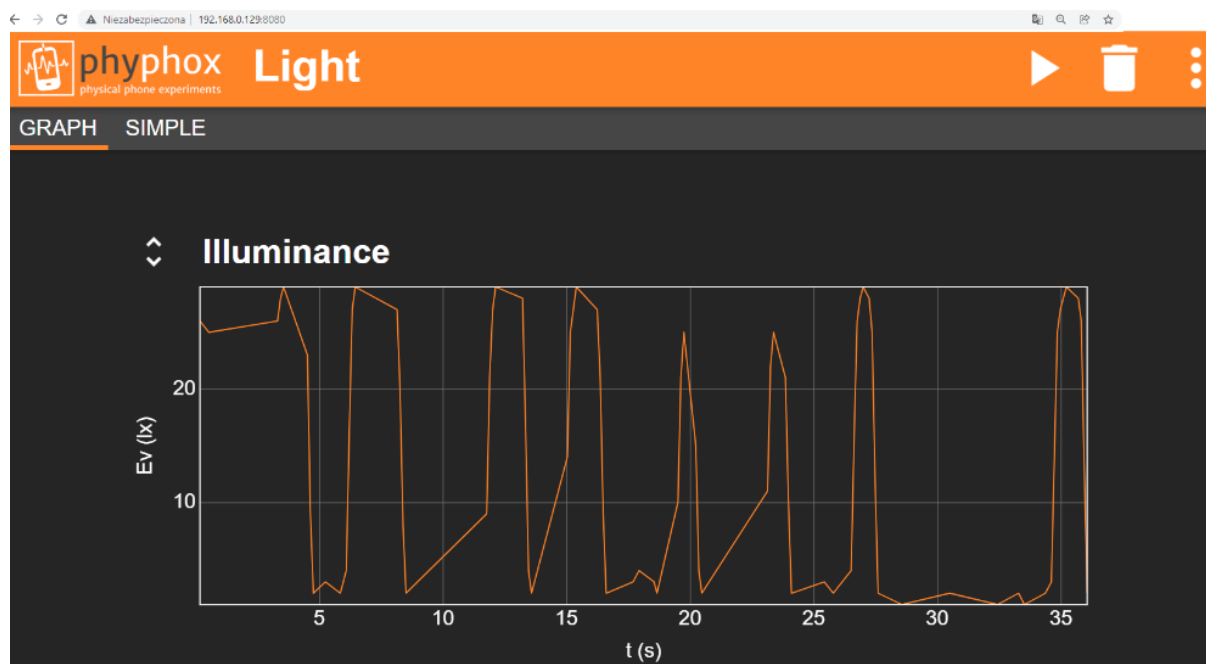 Niezabezpieczona | 192.168.0.129:8080
phyphox
physical phone experiments
Light
GRAPH SIMPLE
Illuminance
20
10
Ev (lx)
5 10 15 20 25 30 35
t (s)